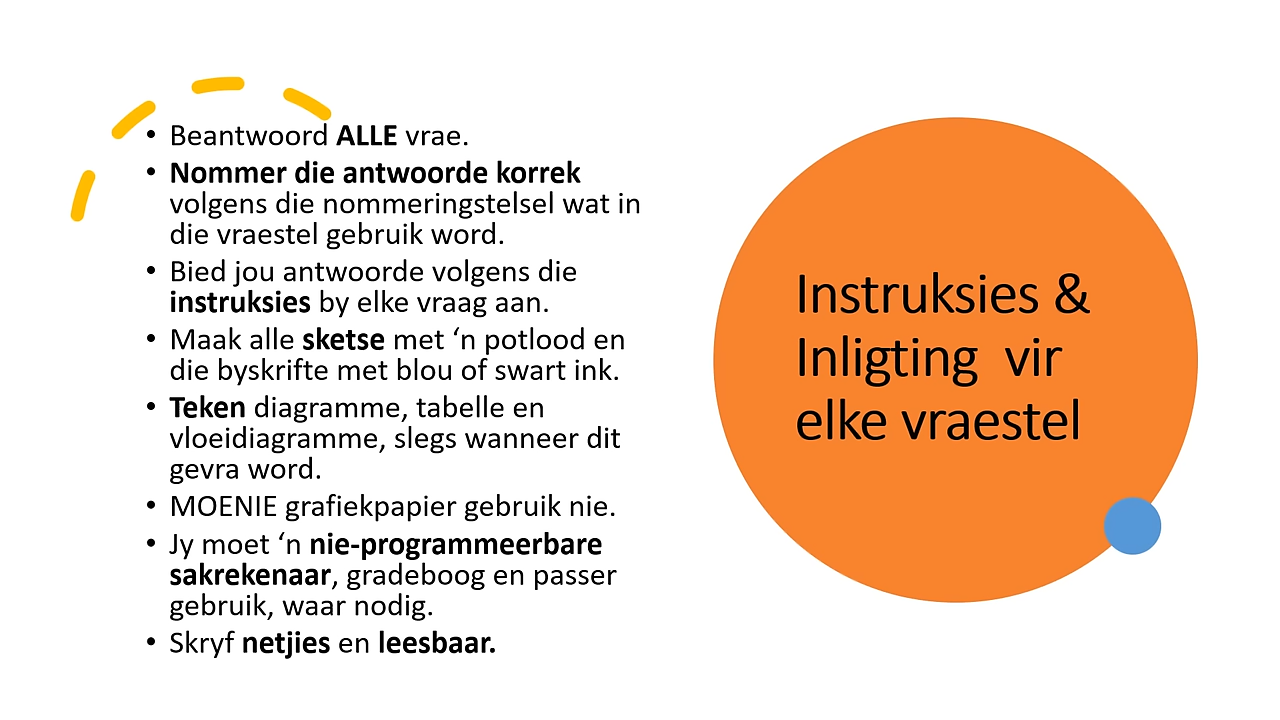 • Beantwoord ALLE vrae.
• Nommer die antwoorde korrek
volgens die nommeringstelsel wat in
die vraestel gebruik word.
• Bied jou antwoorde volgens die
instruksies by elke vraag aan.
• Maak alle sketse met ‘n potlood en
die byskrifte met blou of swart ink.
• Teken diagramme, tabelle en
vloeidiagramme, slegs wanneer dit
gevra word.
• MOENIE grafiekpapier gebruik nie.
• Jy moet ‘n nie-programmeerbare
sakrekenaar, gradeboog en passer
gebruik, waar nodig.
• Skryf netjies en leesbaar.
Instruksies &
Inligting vir
elke vraestel